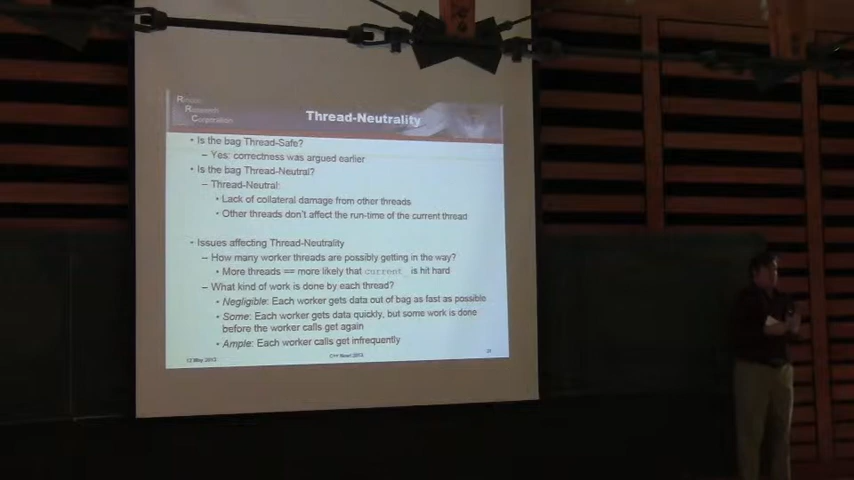 Research
Corporation
Thread-Neutrality
• Is the bag Thread-Safe?
– Yes: correctness was argued earlier
• Is the bag Thread-Neutral?
– Thread-Neutral:
• Lack of collateral damage from other threads
• Other threads don't affect the run-time of the current thread
• Issues affecting Thread-Neutrality
– How many worker threads are possibly getting in the way?
• More threads == more likely that current is hit hard
– What kind of work is done by each thread?
• Negligible: Each worker gets data out of bag as fast as possible
• Some: Each worker gets data quickly, but some work is done
before the worker calls get again
• Ample: Each worker calls get infrequently